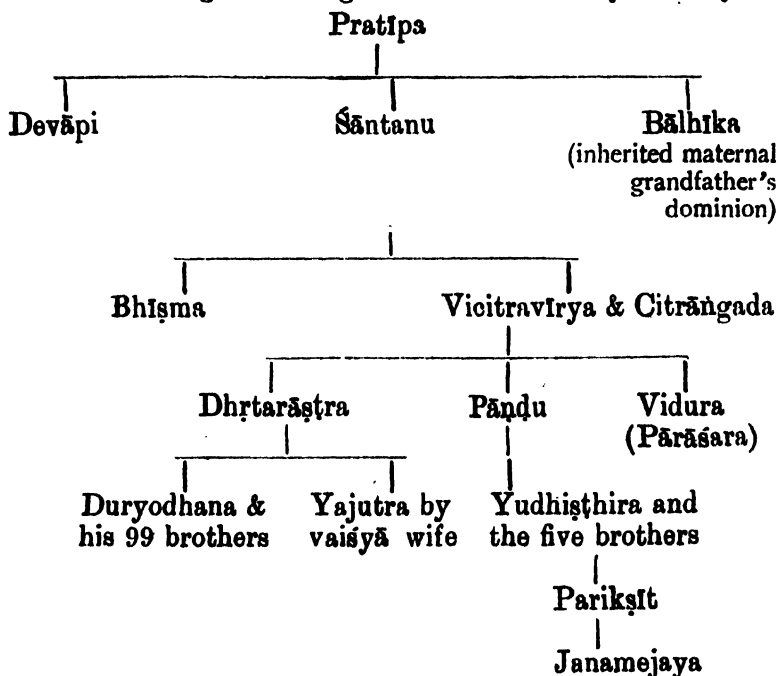 Pratīpa
Devāpi Śāntanu Bālhīka
(inherited maternal
grandfather's
dominion)
Bhīṣma Vicitravīrya & Citrāṅgada
Dhṛtarāṣṭra Pāṇḍu Vidura
(Pārāśara)
Duryodhana & Yajutra by Yudhiṣṭhira and
his 99 brothers vaiśyā wife the five brothers
Parikṣīt
Janamejaya